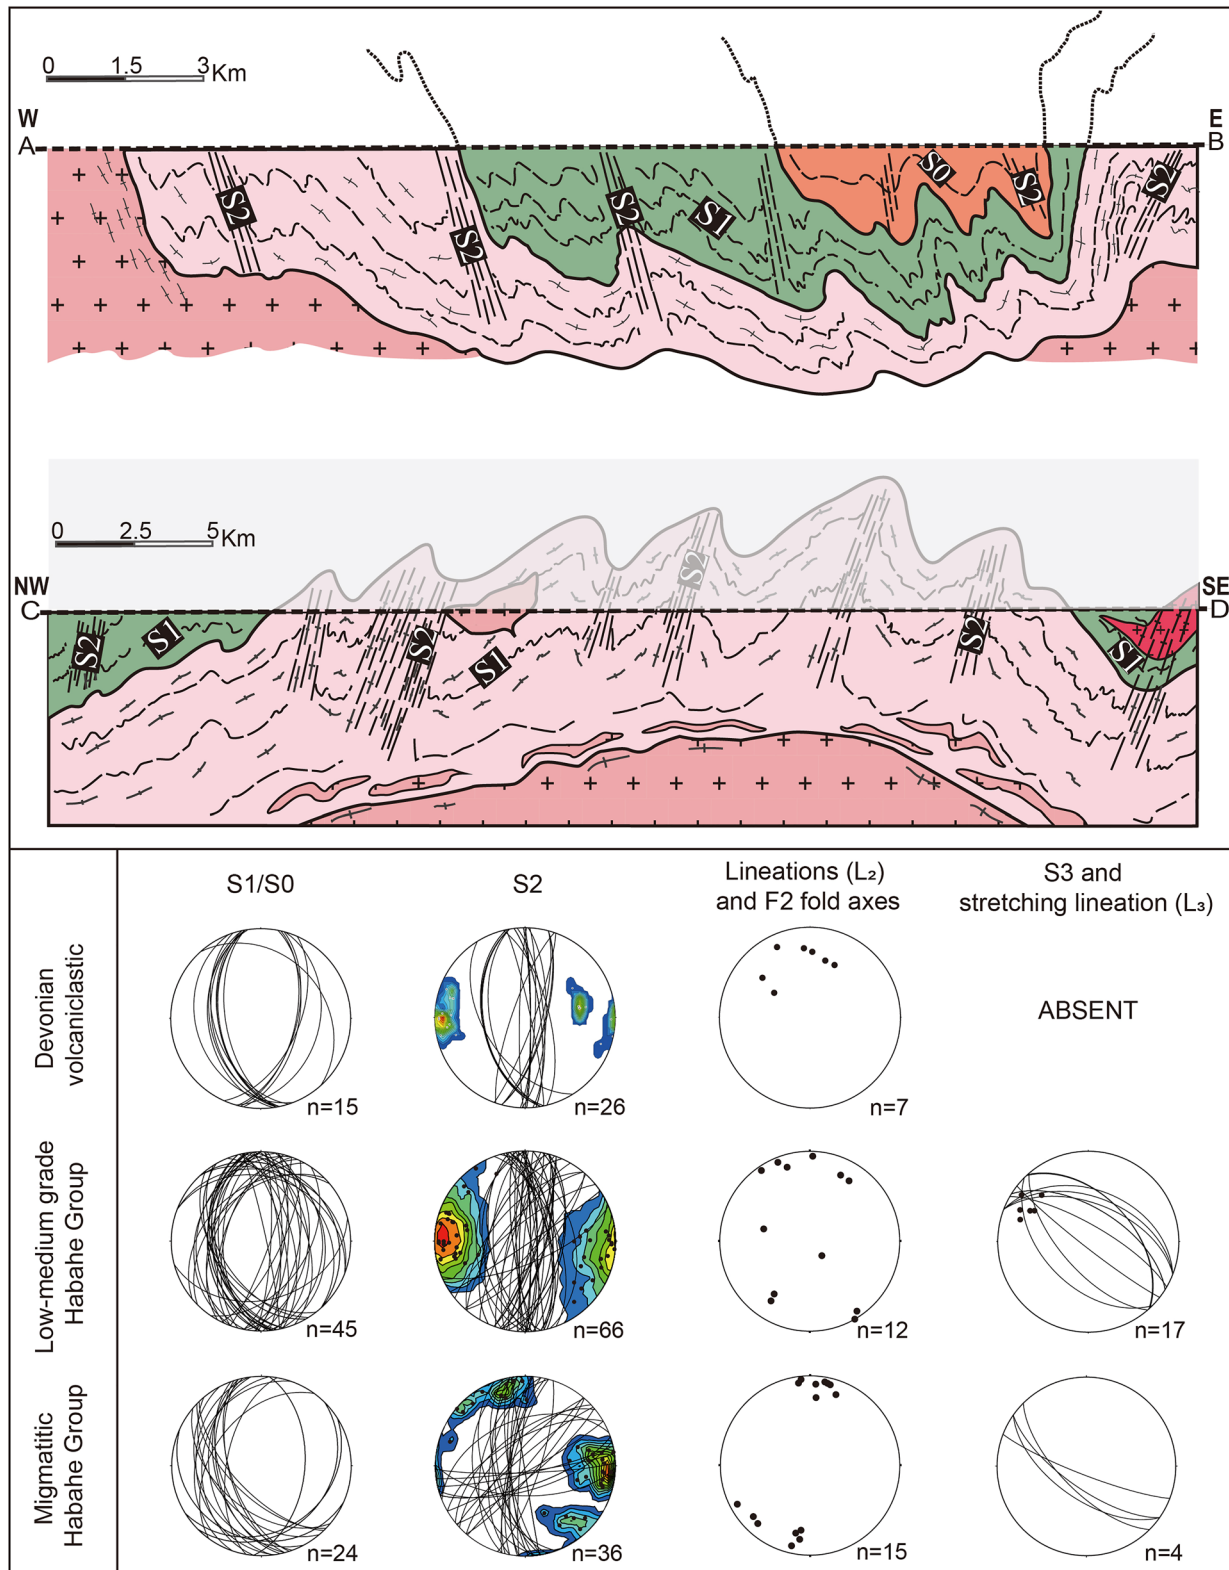 0 1.5 3 Km
W E
A B
S2 S2 S2 S1 S0 S2 S2
0 2.5 5 Km
NW SE
C D
S2 S1 S2 S1 S2 S2 S1
S1/S0
S2
Lineations (L₂)
and F2 fold axes
S3 and
stretching lineation (L₃)
Devonian
volcaniclastic
n=15
n=26
n=7
ABSENT
Low-medium grade
Habahe Group
n=45
n=66
n=12
n=17
Migmatitic
Habahe Group
n=24
n=36
n=15
n=4